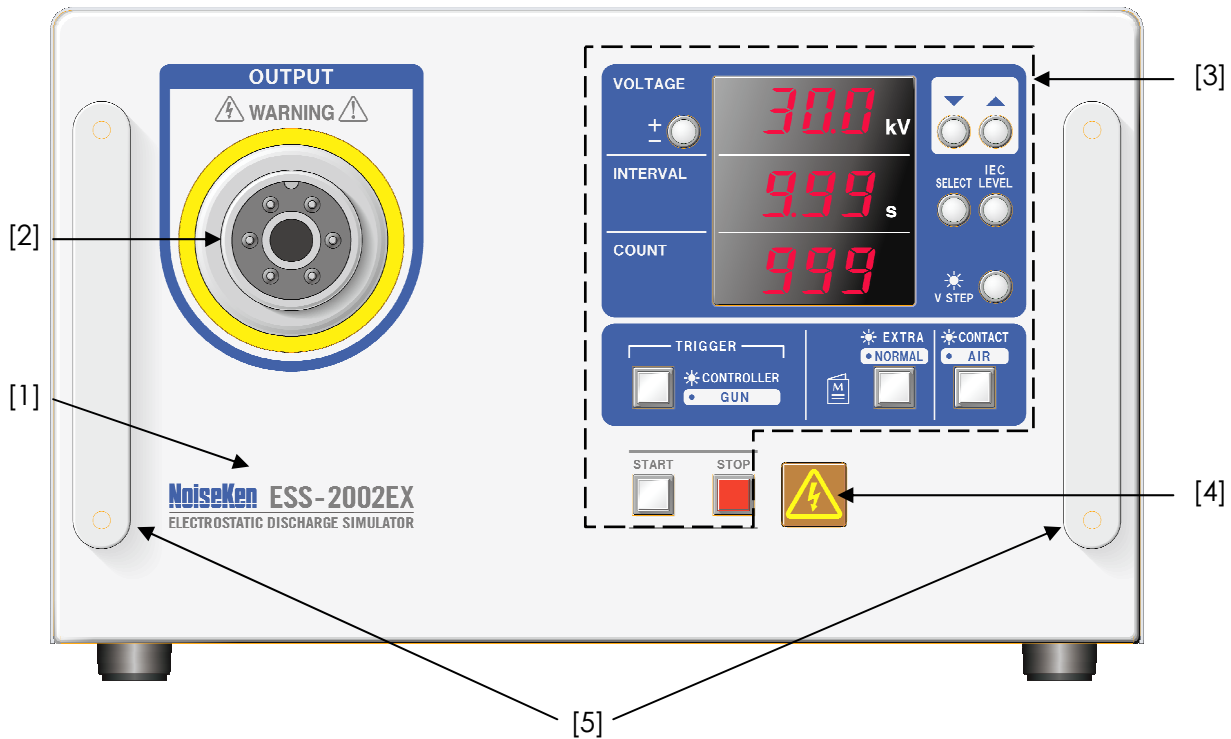 OUTPUT
WARNING
[1]
[2]
NoiseKen ESS-2002EX
ELECTROSTATIC DISCHARGE SIMULATOR
[3]
VOLTAGE
+
−
30.0 kV
INTERVAL
9.99 s
COUNT
999
SELECT
IEC
LEVEL
V STEP
TRIGGER
CONTROLLER
GUN
M
EXTRA
NORMAL
CONTACT
AIR
START
STOP
[4]
[5]